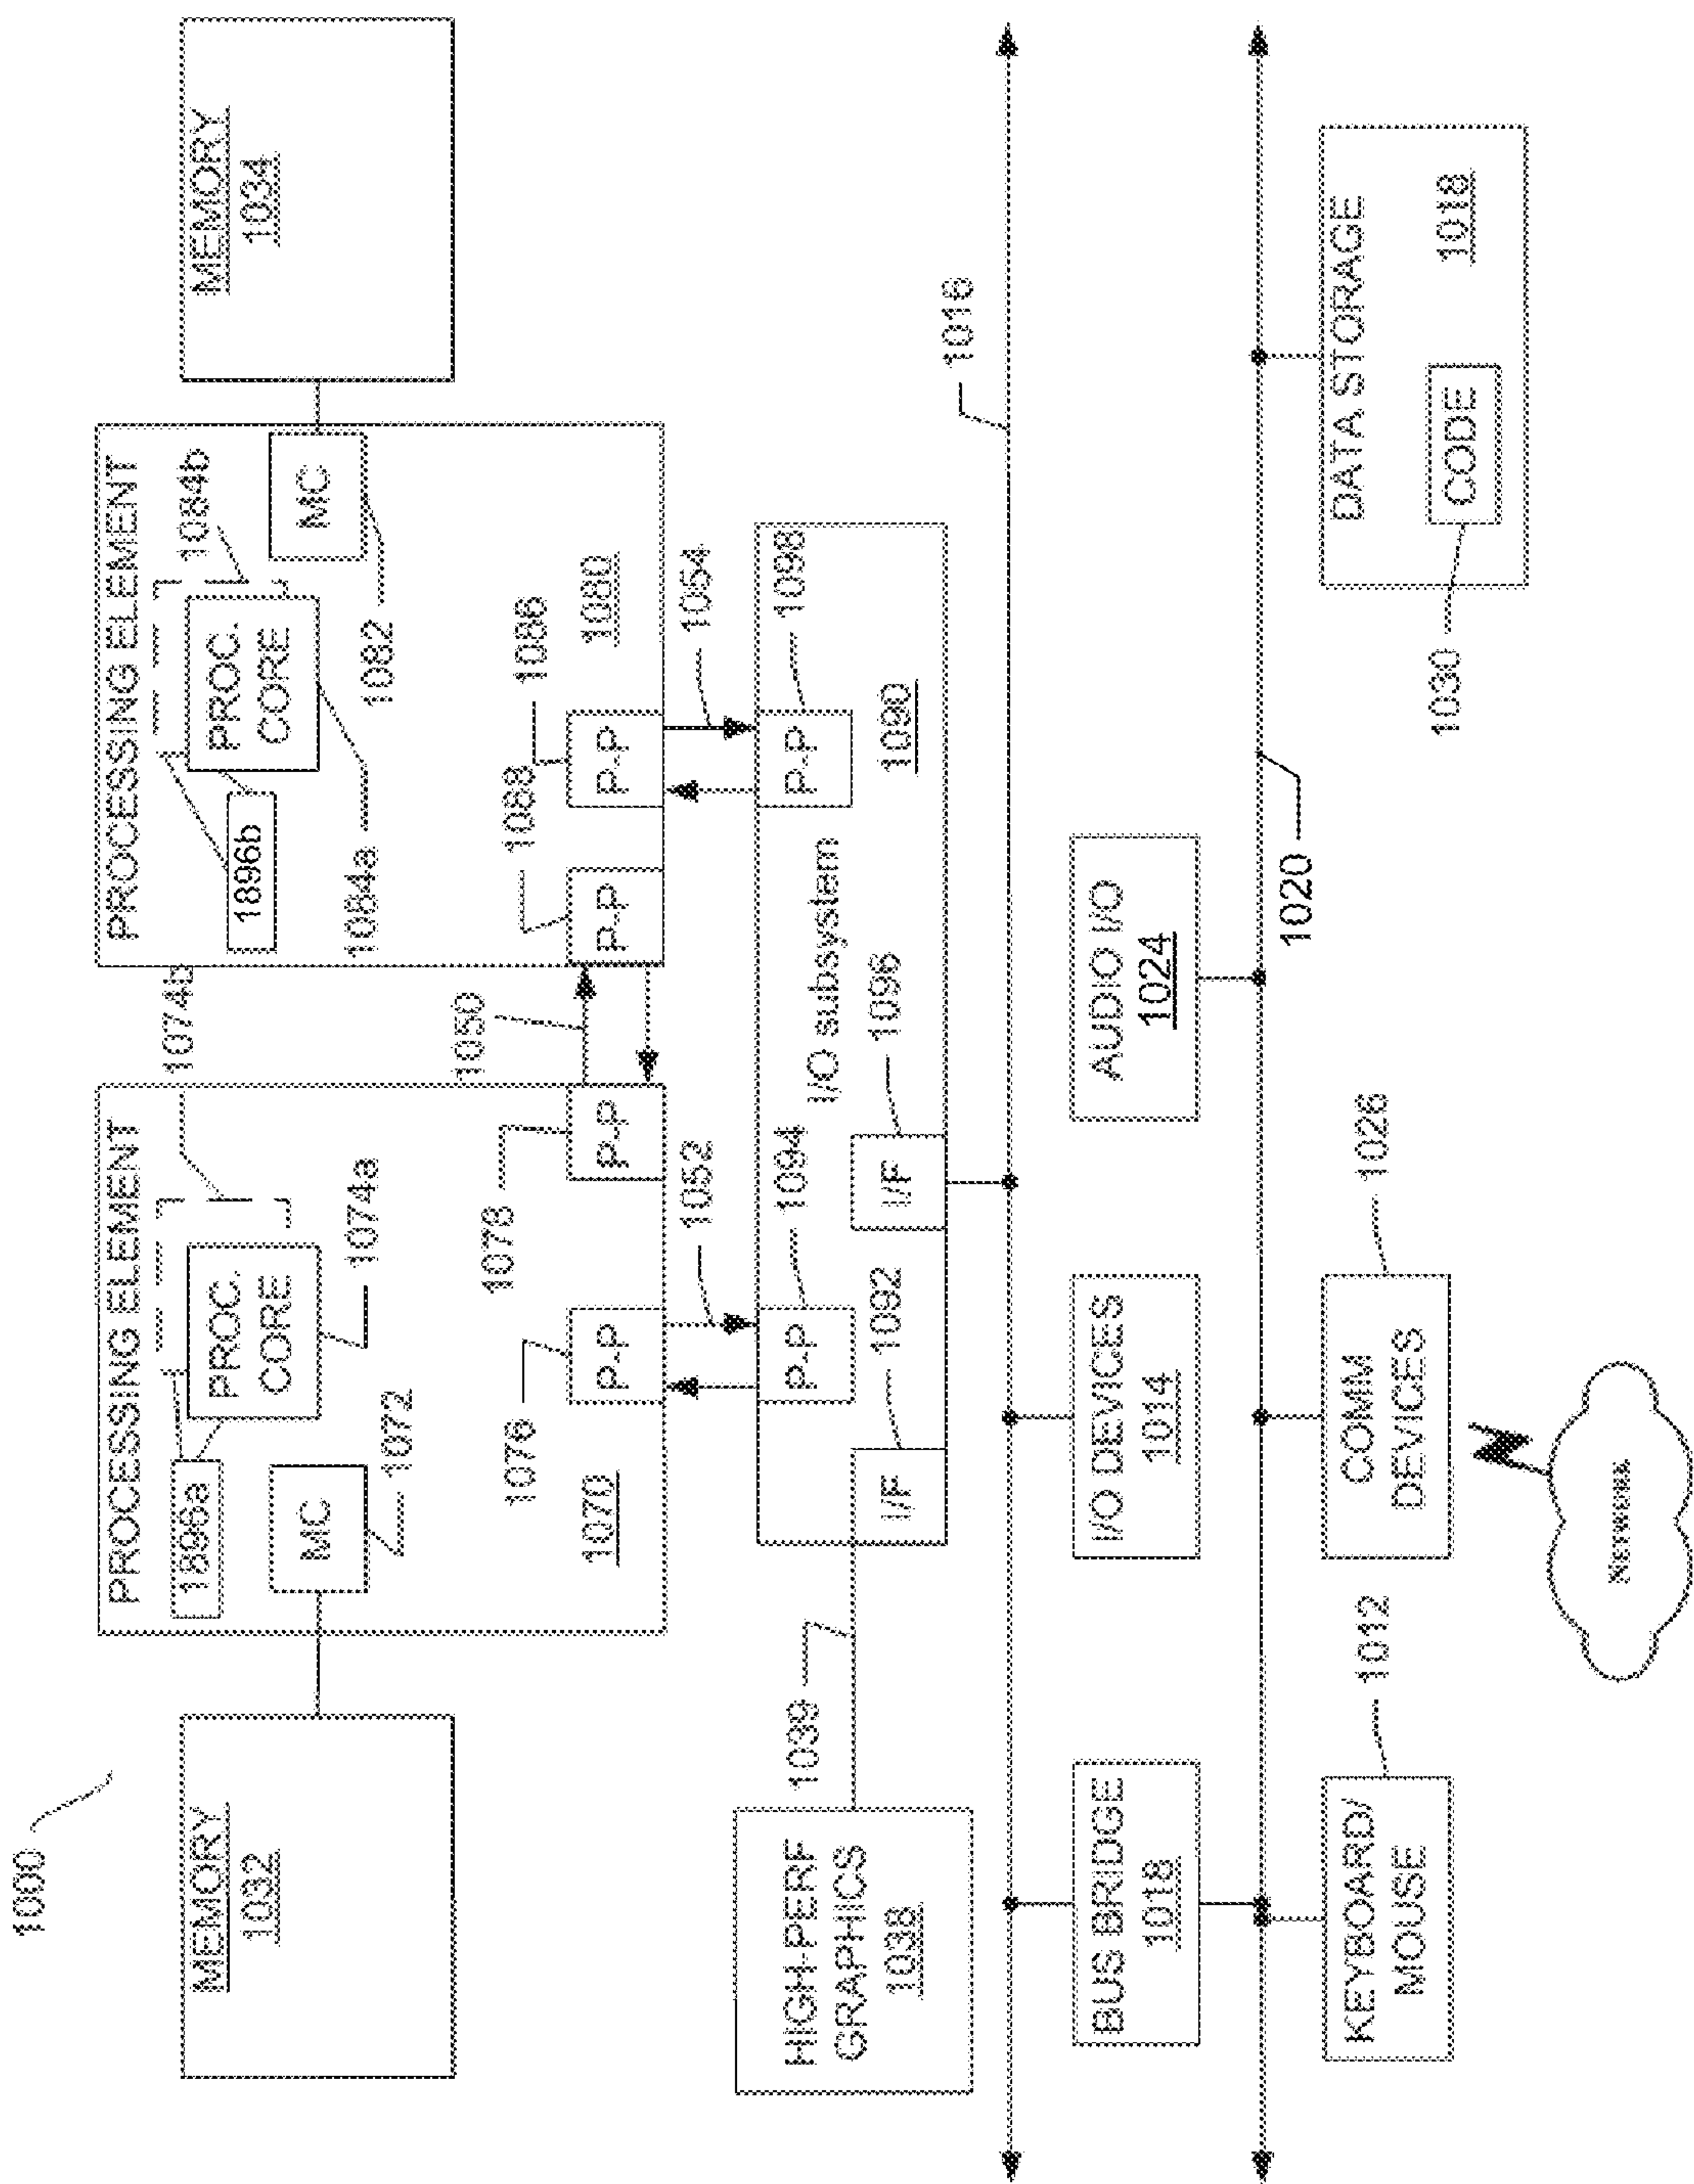 1000
MEMORY
1032
PROCESSING ELEMENT
1896a
PROC.
CORE
MC
1072
1074a
1074b
1076
1078
1070
P-P
P-P
1050
PROCESSING ELEMENT
1896b
PROC.
CORE
1084b
MC
1084a
1082
1088
1086
1080
P-P
P-P
MEMORY
1034
1052
1054
HIGH-PERF
GRAPHICS
1038
1039
1092
1094
P-P
I/F
I/F
I/O subsystem
1096
P-P
1098
1090
1016
BUS BRIDGE
1018
I/O DEVICES
1014
AUDIO I/O
1024
1020
KEYBOARD/
MOUSE
1012
COMM
DEVICES
1026
Network
1030
DATA STORAGE
CODE
1018